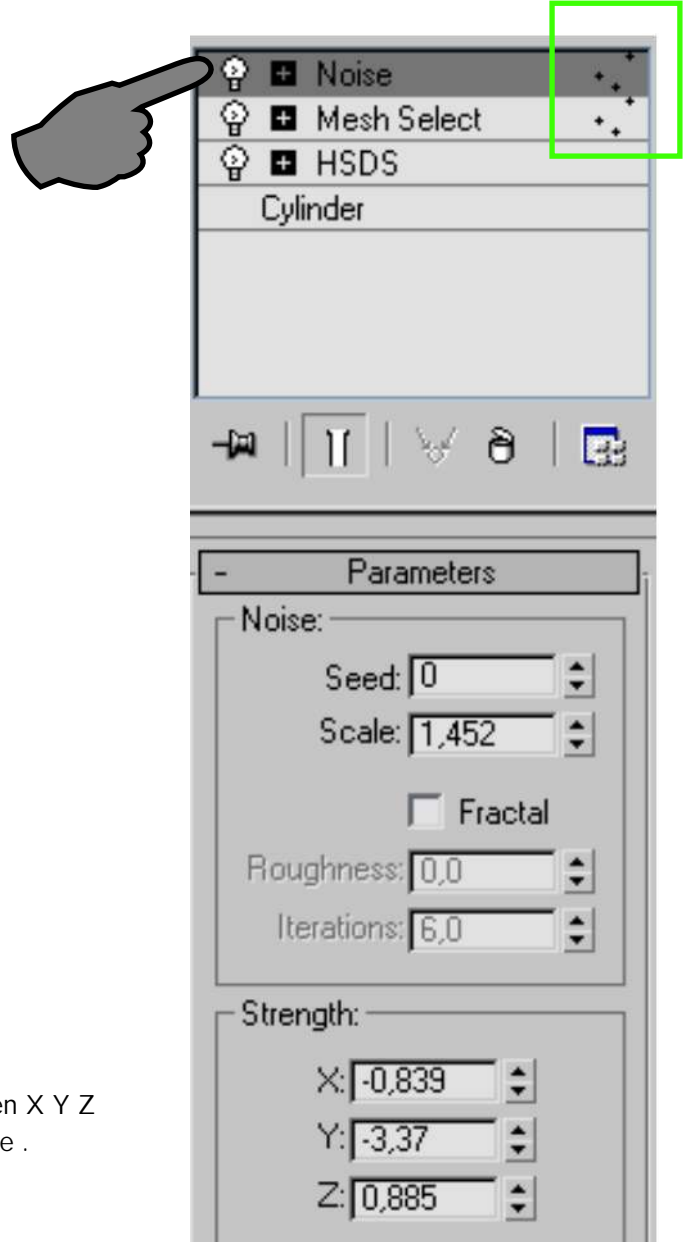 Noise
Mesh Select
HSDS
Cylinder
- Parameters
Noise:
Seed: 0
Scale: 1,452
Fractal
Roughness: 0,0
Iterations: 6,0
Strength:
X: -0,839
Y: -3,37
Z: 0,885
en X Y Z
e .